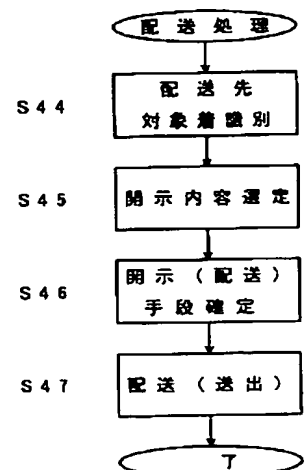 配送処理
S44
配送先
対象着識別
S45
開示内容選定
S46
開示(配送)
手段確定
S47
配送(送出)
了